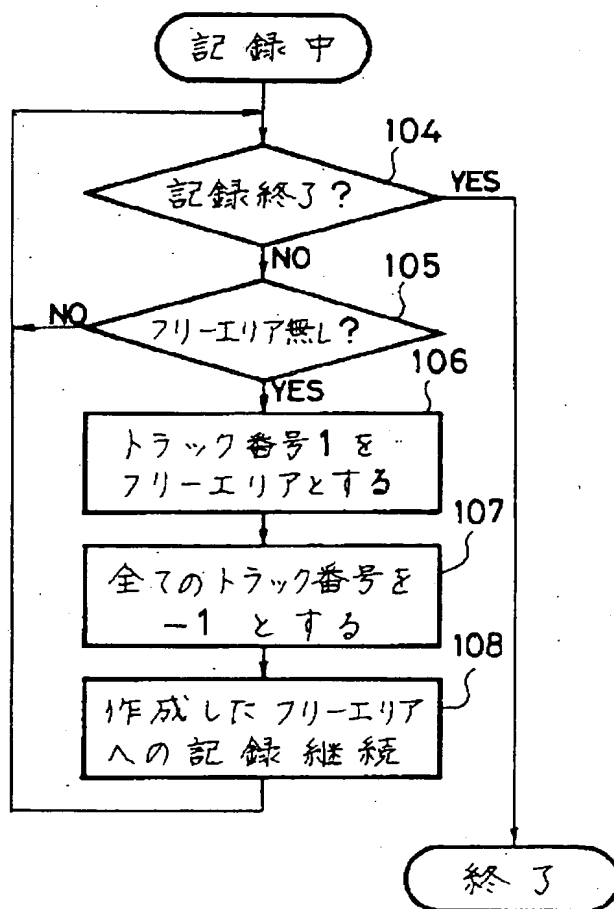 記録中
104
記録終了?
YES
NO
105
フリーエリア無し?
NO
YES
106
トラック番号1を
フリーエリアとする
107
全てのトラック番号を
-1とする
108
作成したフリーエリア
への記録継続
終了